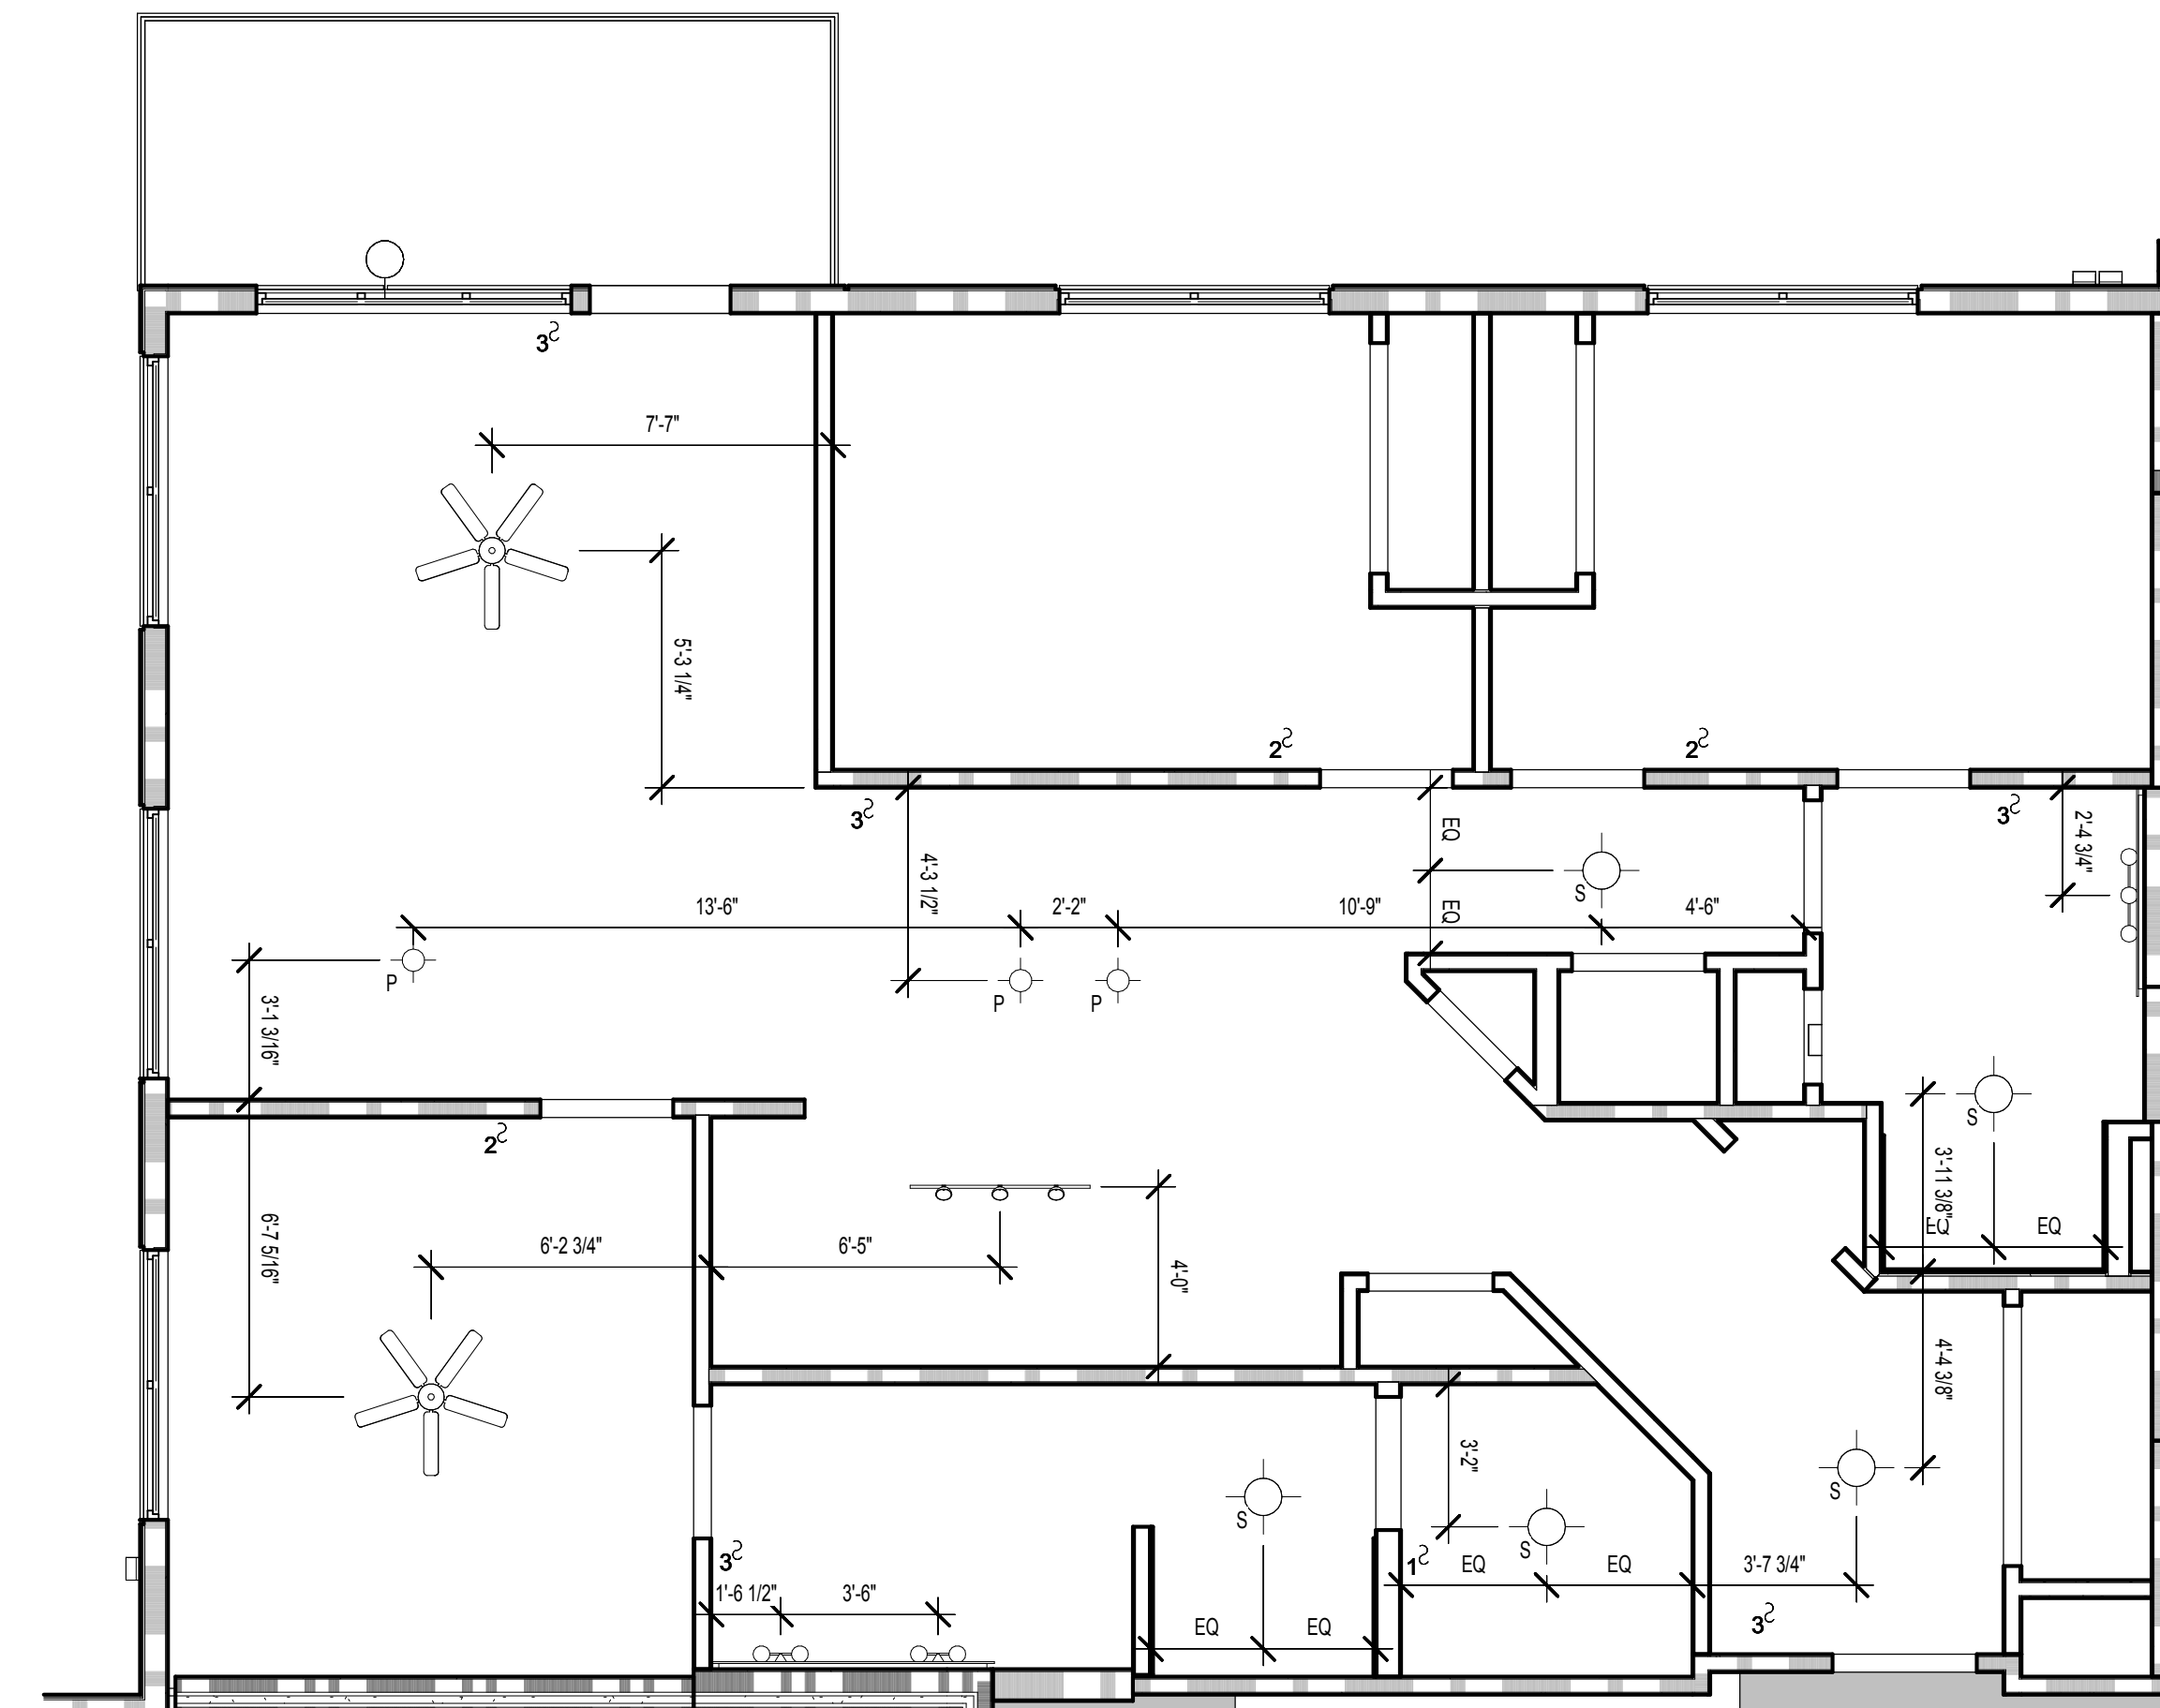 3
7'-7"
5'-3 1/4"
2
2
3
3
EQ
2'-4 3/4"
4'-3 1/2"
S
13'-6"
2'-2"
10'-9"
EQ
4'-6"
P
P
P
3'-1 3/16"
S
2
3'-11 3/8"
6'-7 5/16"
6'-2 3/4"
6'-5"
4'-0"
EQ
EQ
4'-4 3/8"
3'-2"
S
S
S
3
1
EQ
EQ
3'-7 3/4"
1'-6 1/2"
3'-6"
EQ
EQ
3